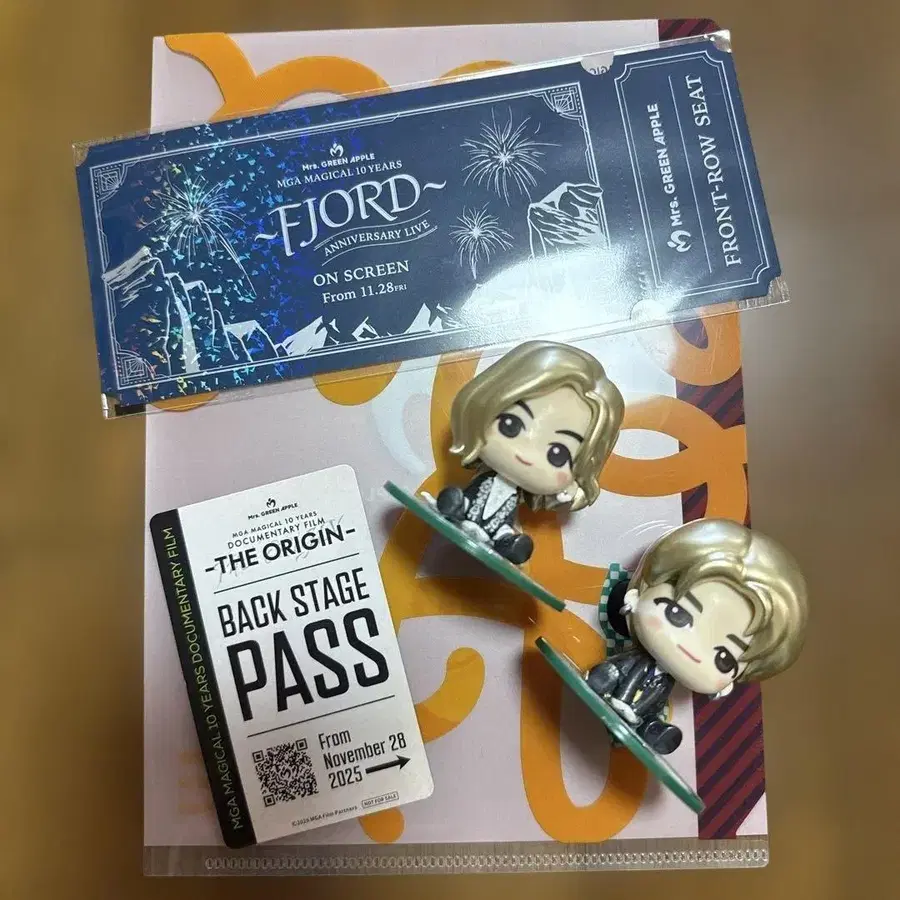 Mrs. GREEN APPLE
MGA MAGICAL 10 YEARS
~FJORD~
ANNIVERSARY LIVE
ON SCREEN
From 11.28FRI
Mrs. GREEN APPLE
FRONT-ROW SEAT
MGA MAGICAL 10 YEARS DOCUMENTARY FILM
Mrs. GREEN APPLE
MGA MAGICAL 10 YEARS
DOCUMENTARY FILM
-THE ORIGIN-
BACK STAGE
PASS
From
November 28
2025
©2025 MGA Film Partners
NOT FOR SALE